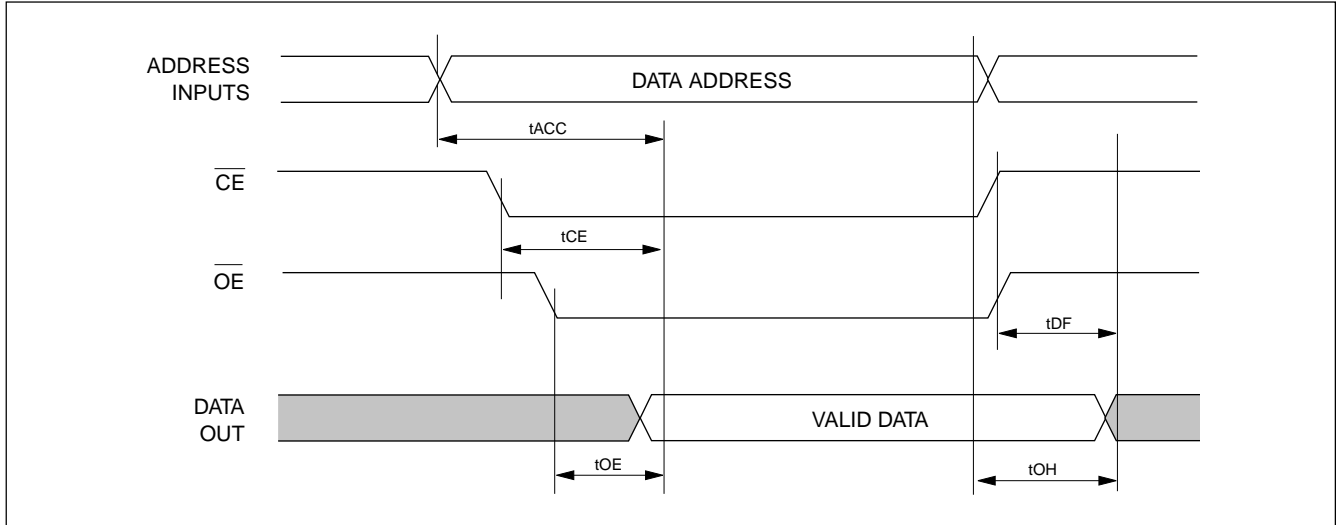 ADDRESS
INPUTS
DATA ADDRESS
tACC
CE
tCE
OE
tDF
DATA
OUT
VALID DATA
tOE
tOH